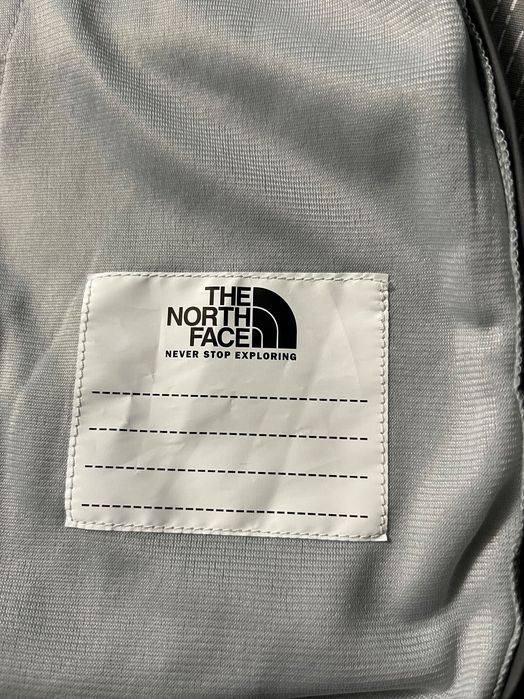 THE
NORTH
FACE
NEVER STOP EXPLORING